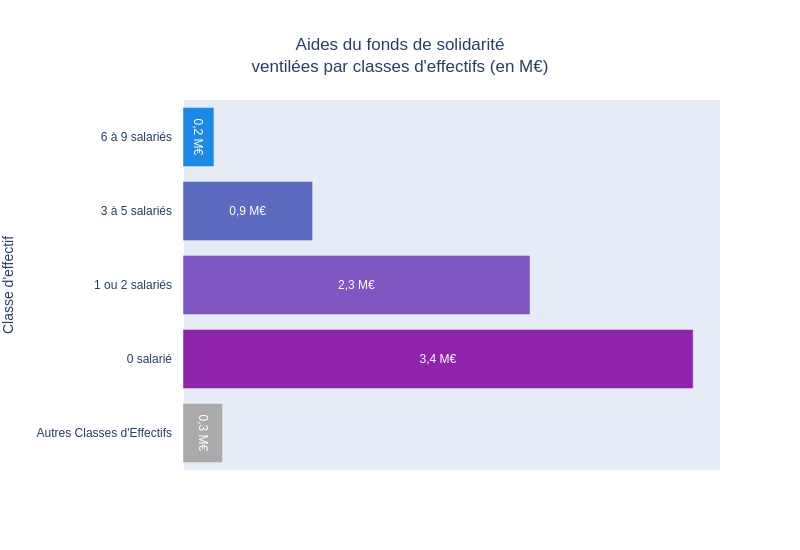 Aides du fonds de solidarité
ventilées par classes d'effectifs (en M€)
Classe d'effectif
6 à 9 salariés
0,2 M€
3 à 5 salariés
0,9 M€
1 ou 2 salariés
2,3 M€
0 salarié
3,4 M€
Autres Classes d'Effectifs
0,3 M€